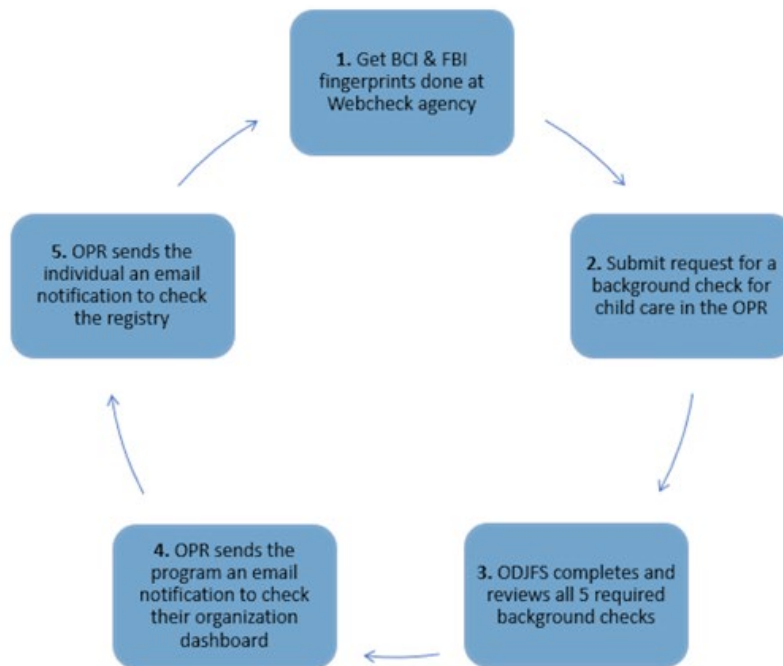 1. Get BCI & FBI
fingerprints done at
Webcheck agency
2. Submit request for a
background check for
child care in the OPR
3. ODJFS completes and
reviews all 5 required
background checks
4. OPR sends the
program an email
notification to check
their organization
dashboard
5. OPR sends the
individual an email
notification to check
the registry